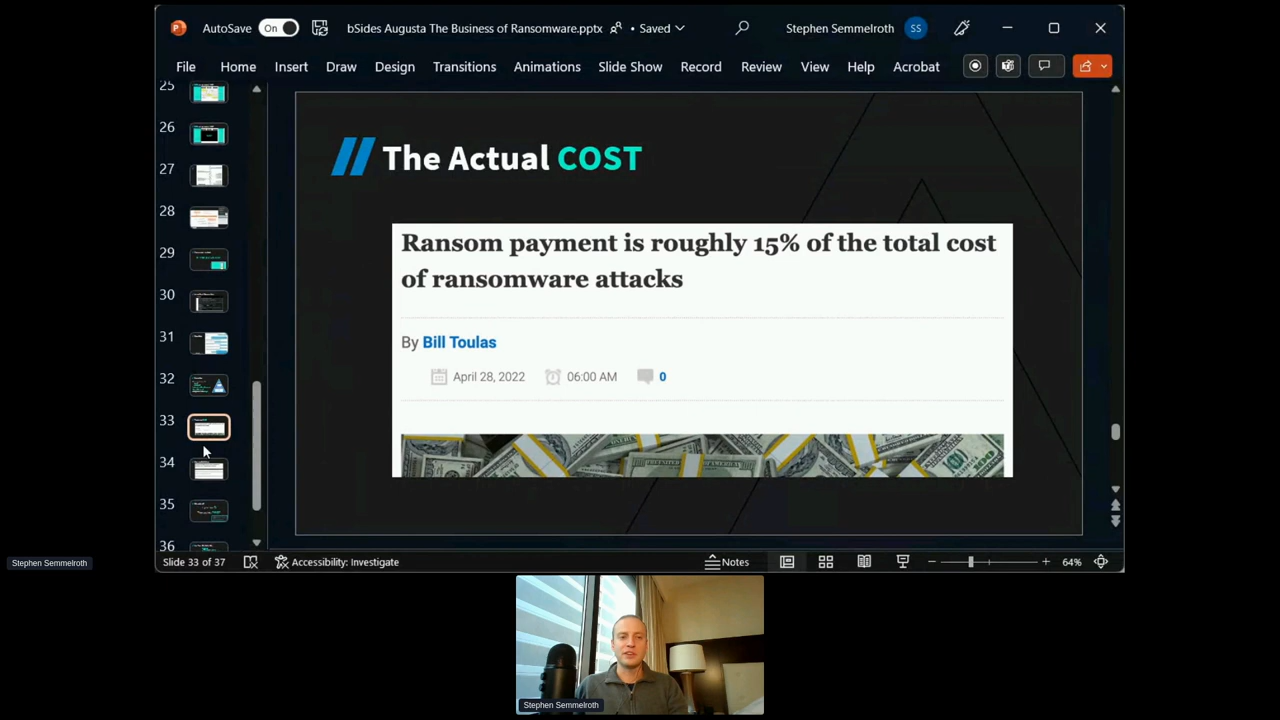 AutoSave
On
bSides Augusta The Business of Ransomware.pptx
• Saved
Stephen Semmelroth
SS
File
Home
Insert
Draw
Design
Transitions
Animations
Slide Show
Record
Review
View
Help
Acrobat
25
26
27
28
29
30
31
32
33
34
35
36
The Actual COST
Ransom payment is roughly 15% of the total cost
of ransomware attacks
By Bill Toulas
April 28, 2022
06:00 AM
0
Slide 33 of 37
Accessibility: Investigate
Notes
64%
Stephen Semmelroth
Stephen Semmelroth